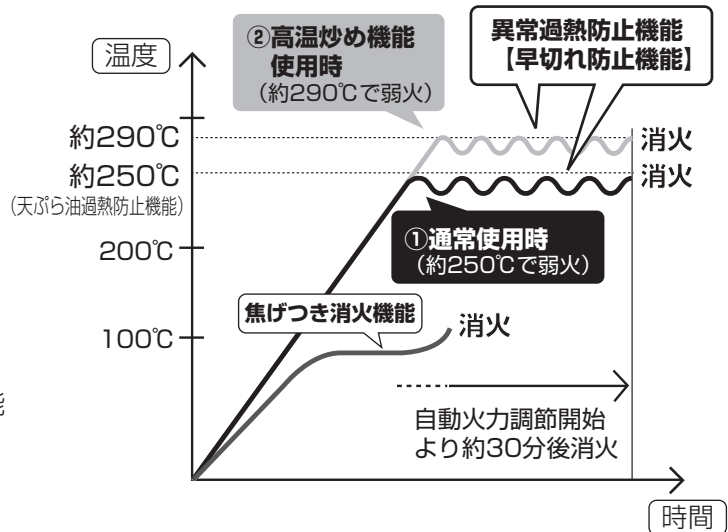 温度
②高温炒め機能
使用時
（約290℃で弱火）
異常過熱防止機能
【早切れ防止機能】
約290℃
消火
約250℃
消火
（天ぷら油過熱防止機能）
①通常使用時
（約250℃で弱火）
200℃
焦げつき消火機能
消火
100℃
能
自動火力調節開始
より約30分後消火
時間